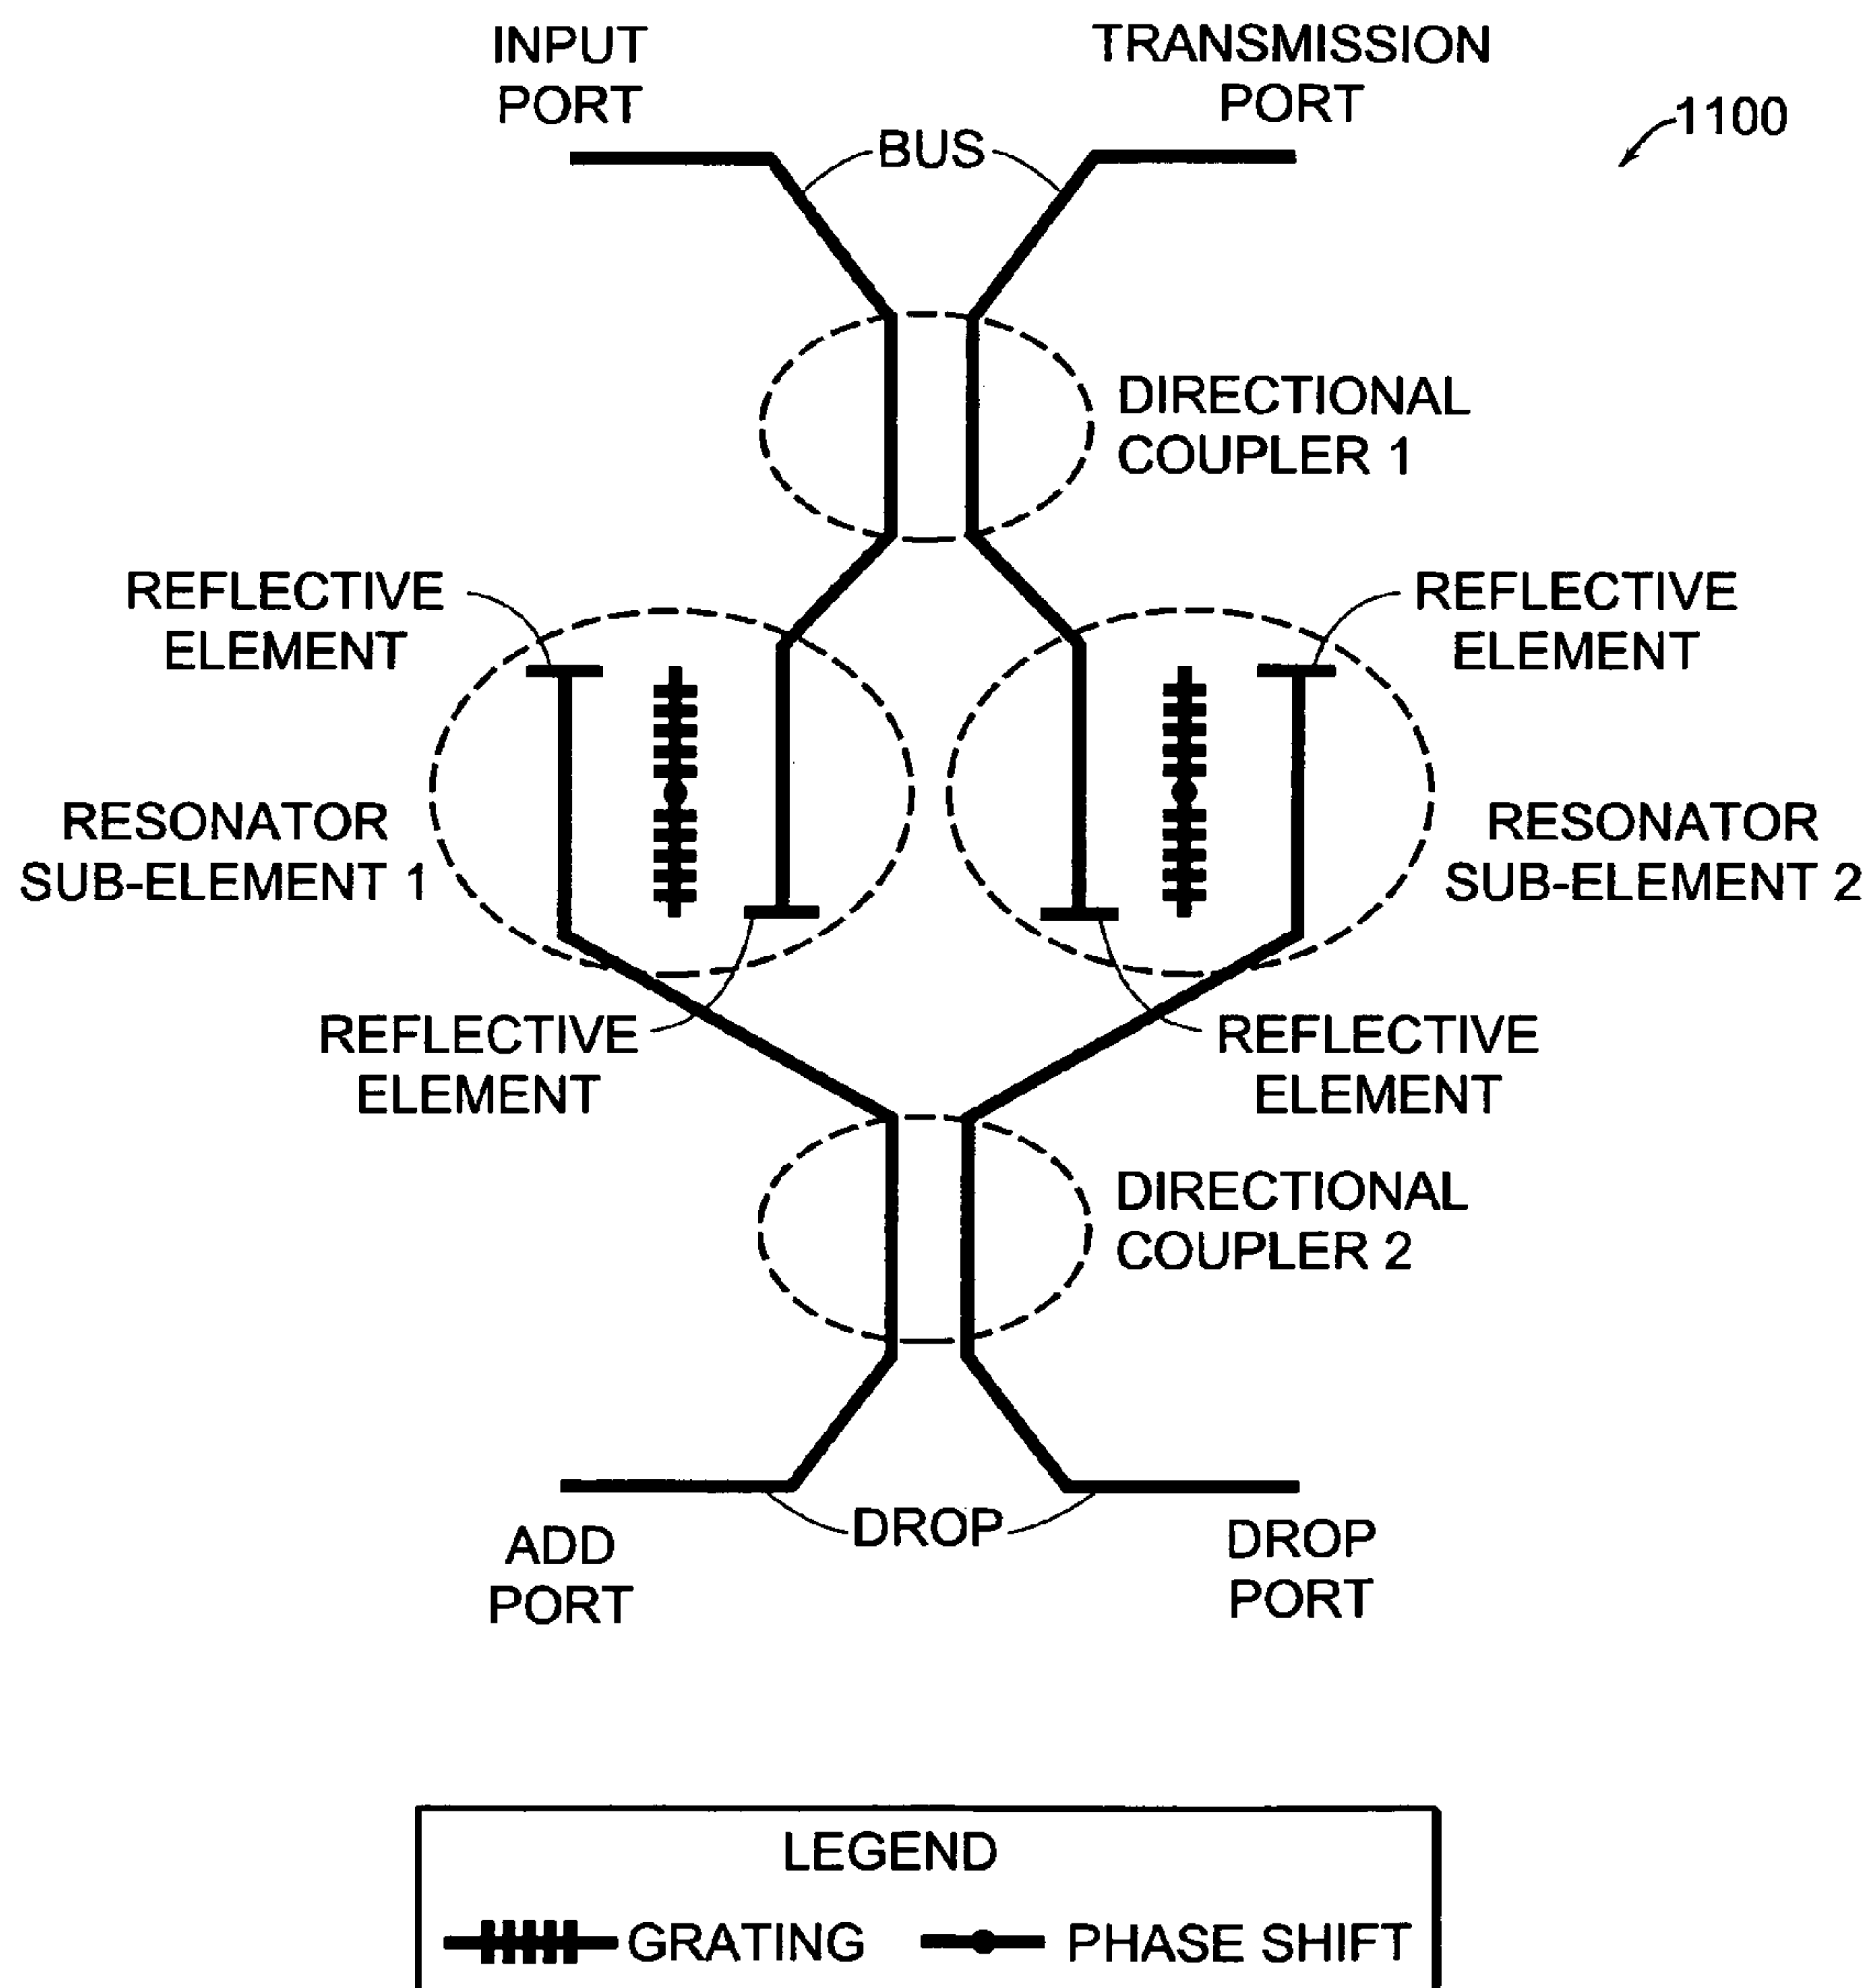 INPUT
PORT
TRANSMISSION
PORT
1100
BUS
DIRECTIONAL
COUPLER 1
REFLECTIVE
ELEMENT
REFLECTIVE
ELEMENT
RESONATOR
SUB-ELEMENT 1
RESONATOR
SUB-ELEMENT 2
REFLECTIVE
ELEMENT
REFLECTIVE
ELEMENT
DIRECTIONAL
COUPLER 2
DROP
ADD
PORT
DROP
PORT
LEGEND
GRATING
PHASE SHIFT